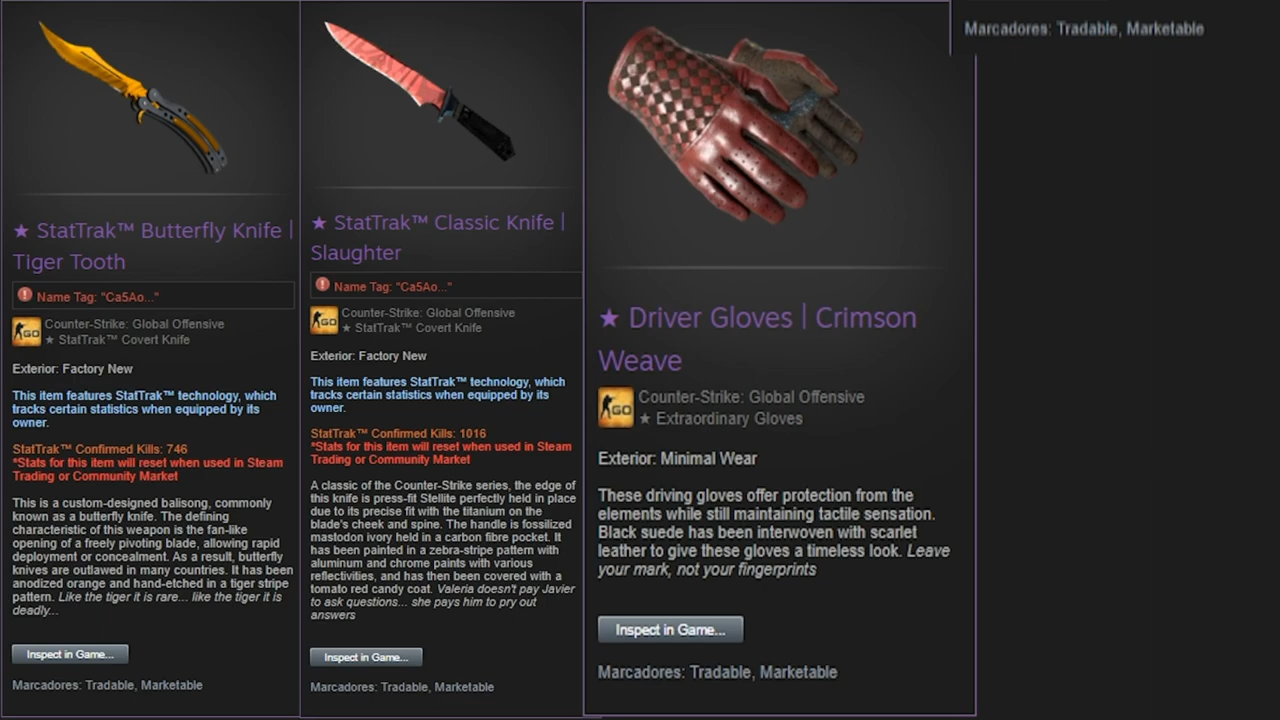 ★ StatTrak™ Butterfly Knife |
Tiger Tooth
Name Tag: "Ca5Ao..."
GO
Counter-Strike: Global Offensive
★ StatTrak™ Covert Knife
Exterior: Factory New
This item features StatTrak™ technology, which
tracks certain statistics when equipped by its
owner.
StatTrak™ Confirmed Kills: 746
*Stats for this item will reset when used in Steam
Trading or Community Market
This is a custom-designed balisong, commonly
known as a butterfly knife. The defining
characteristic of this weapon is the fan-like
opening of a freely pivoting blade, allowing rapid
deployment or concealment. As a result, butterfly
knives are outlawed in many countries. It has been
anodized orange and hand-etched in a tiger stripe
pattern. Like the tiger it is rare... like the tiger it is
deadly...
Inspect in Game...
Marcadores: Tradable, Marketable
★ StatTrak™ Classic Knife |
Slaughter
Name Tag: "Ca5Ao..."
GO
Counter-Strike: Global Offensive
★ StatTrak™ Covert Knife
Exterior: Factory New
This item features StatTrak™ technology, which
tracks certain statistics when equipped by its
owner.
StatTrak™ Confirmed Kills: 1016
*Stats for this item will reset when used in Steam
Trading or Community Market
A classic of the Counter-Strike series, the edge of
this knife is press-fit Stellite perfectly held in place
due to its precise fit with the titanium on the
blade's cheek and spine. The handle is fossilized
mastodon ivory held in a carbon fibre pocket. It
has been painted in a zebra-stripe pattern with
aluminum and chrome paints with various
reflectivities, and has then been covered with a
tomato red candy coat. Valeria doesn't pay Javier
to ask questions... she pays him to pry out
answers
Inspect in Game...
Marcadores: Tradable, Marketable
★ Driver Gloves | Crimson
Weave
GO
Counter-Strike: Global Offensive
★ Extraordinary Gloves
Exterior: Minimal Wear
These driving gloves offer protection from the
elements while still maintaining tactile sensation.
Black suede has been interwoven with scarlet
leather to give these gloves a timeless look. Leave
your mark, not your fingerprints
Inspect in Game...
Marcadores: Tradable, Marketable
Marcadores: Tradable, Marketable